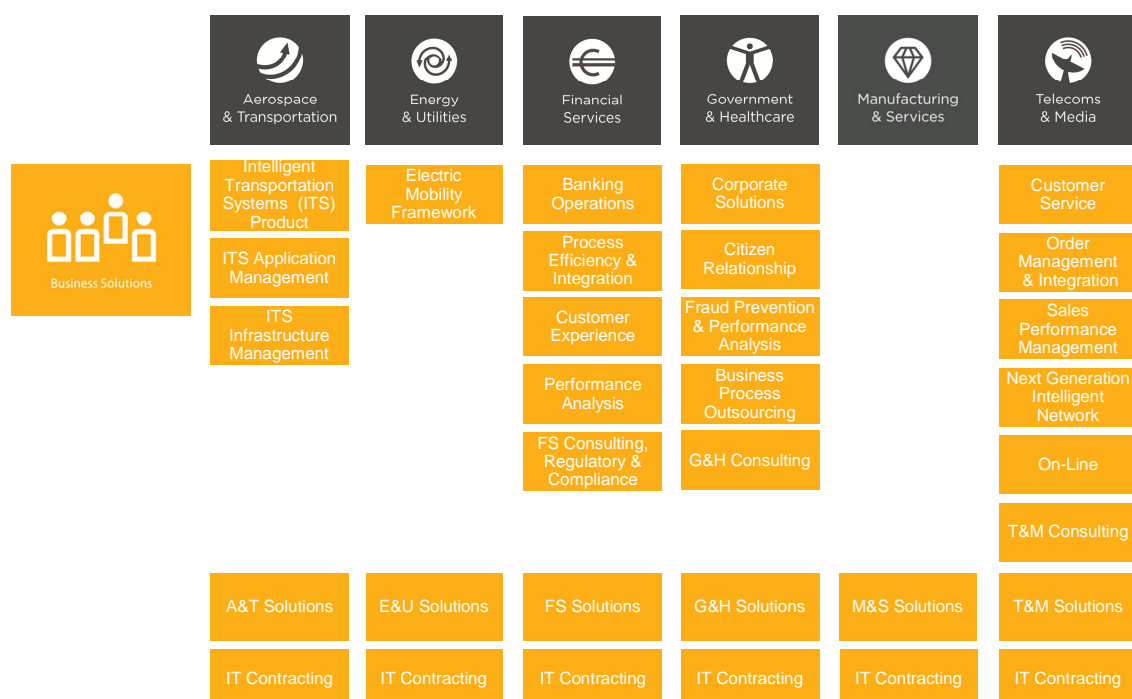 Aerospace
& Transportation
Energy
& Utilities
Financial
Services
Government
& Healthcare
Manufacturing
& Services
Telecoms
& Media
Business Solutions
Intelligent
Transportation
Systems (ITS)
Product
ITS Application
Management
ITS
Infrastructure
Management
Electric
Mobility
Framework
Banking
Operations
Process
Efficiency &
Integration
Customer
Experience
Performance
Analysis
FS Consulting,
Regulatory &
Compliance
Corporate
Solutions
Citizen
Relationship
Fraud Prevention
& Performance
Analysis
Business
Process
Outsourcing
G&H Consulting
Customer
Service
Order
Management
& Integration
Sales
Performance
Management
Next Generation
Intelligent
Network
On-Line
T&M Consulting
A&T Solutions
E&U Solutions
FS Solutions
G&H Solutions
M&S Solutions
T&M Solutions
IT Contracting
IT Contracting
IT Contracting
IT Contracting
IT Contracting
IT Contracting